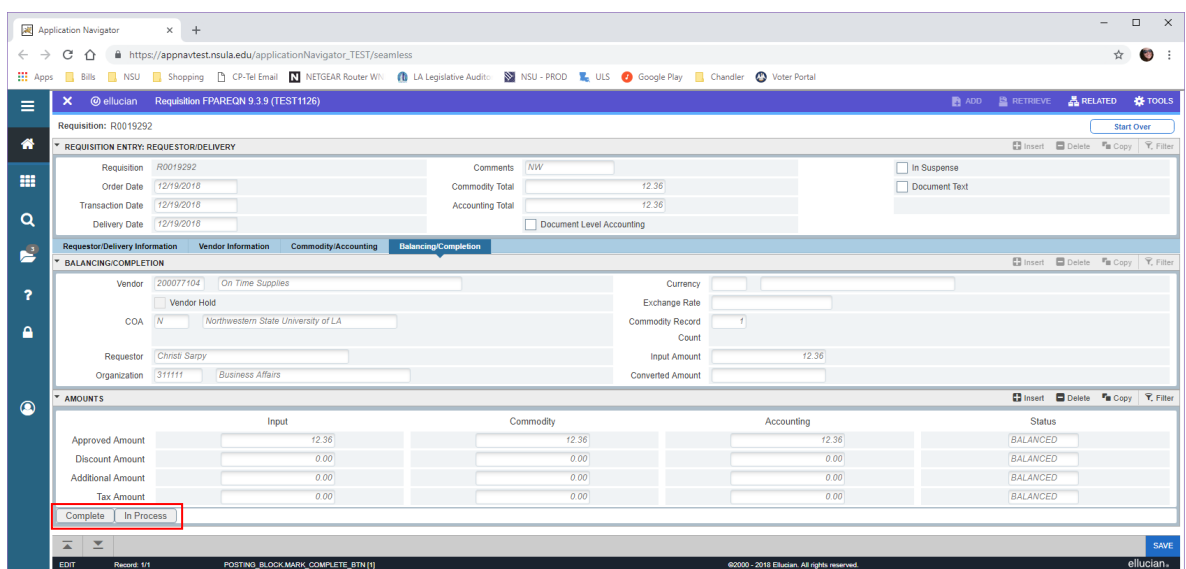 Application Navigator
https://appnavtest.nsula.edu/applicationNavigator_TEST/seamless
Apps Bills NSU Shopping CP-Tel Email NETGEAR Router WN LA Legislative Audito NSU - PROD ULS Google Play Chandler Voter Portal
ellucian Requisition FPAREQN 9.3.9 (TEST1126) ADD RETRIEVE RELATED TOOLS
Requisition: R0019292 Start Over
REQUISITION ENTRY: REQUESTOR/DELIVERY Insert Delete Copy Filter
Requisition R0019292 Comments NW In Suspense
Order Date 12/19/2018 Commodity Total 12.36 Document Text
Transaction Date 12/19/2018 Accounting Total 12.36
Delivery Date 12/19/2018 Document Level Accounting
Requestor/Delivery Information Vendor Information Commodity/Accounting Balancing/Completion
3
BALANCING/COMPLETION Insert Delete Copy Filter
Vendor 200077104 On Time Supplies Currency
Vendor Hold Exchange Rate
COA N Northwestern State University of LA Commodity Record Count 1
Requestor Christi Sarpy Input Amount 12.36
Organization 311111 Business Affairs Converted Amount
AMOUNTS Insert Delete Copy Filter
Input Commodity Accounting Status
Approved Amount 12.36 12.36 12.36 BALANCED
Discount Amount 0.00 0.00 0.00 BALANCED
Additional Amount 0.00 0.00 0.00 BALANCED
Tax Amount 0.00 0.00 0.00 BALANCED
Complete In Process
SAVE
EDIT Record: 1/1 POSTING_BLOCK.MARK_COMPLETE_BTN [1] ©2000 - 2018 Ellucian. All rights reserved. ellucian